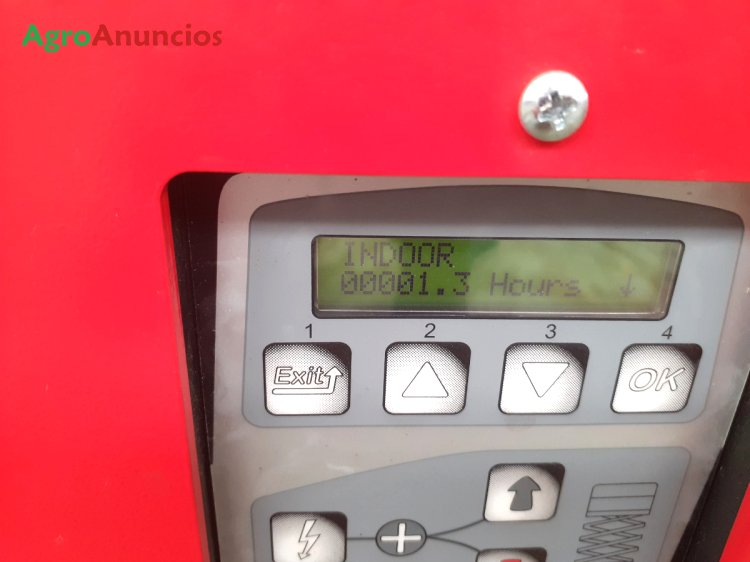 AgroAnuncios
INDOOR
00001.3 Hours ↓
1 2 3 4
Exit OK